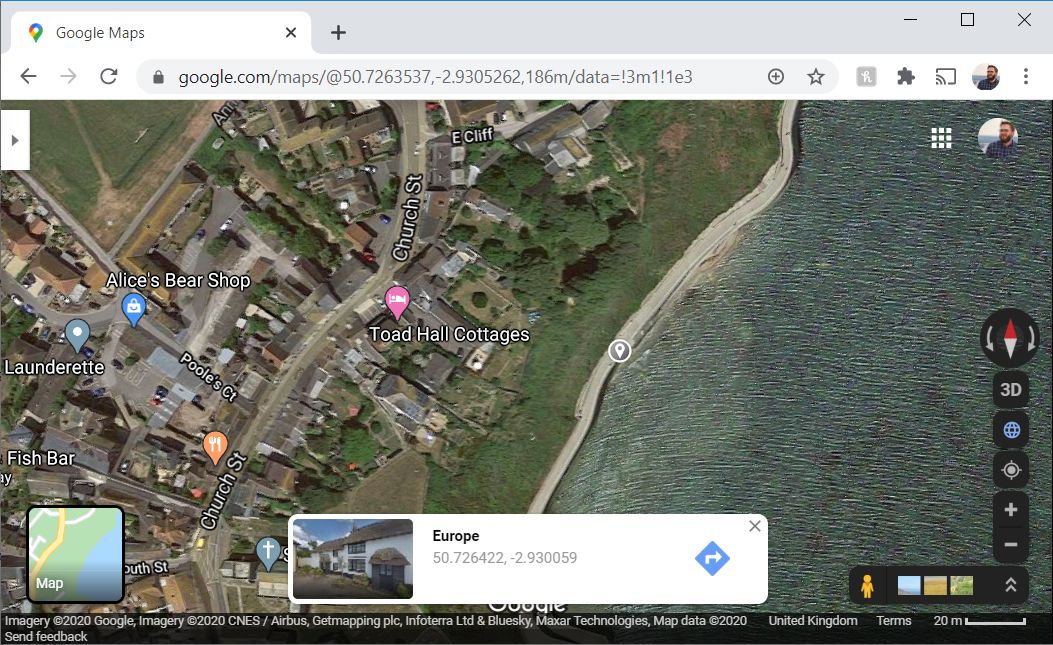 Google Maps
google.com/maps/@50.7263537,-2.9305262,186m/data=!3m1!1e3
E Cliff
Church St
Alice's Bear Shop
Toad Hall Cottages
Launderette
Poole's Ct
3D
Fish Bar
ay
Church St
S
Europe
50.726422, -2.930059
Map
outh St
Google
Imagery ©2020 Google, Imagery ©2020 CNES / Airbus, Getmapping plc, Infoterra Ltd & Bluesky, Maxar Technologies, Map data ©2020 United Kingdom Terms 20 m
Send feedback